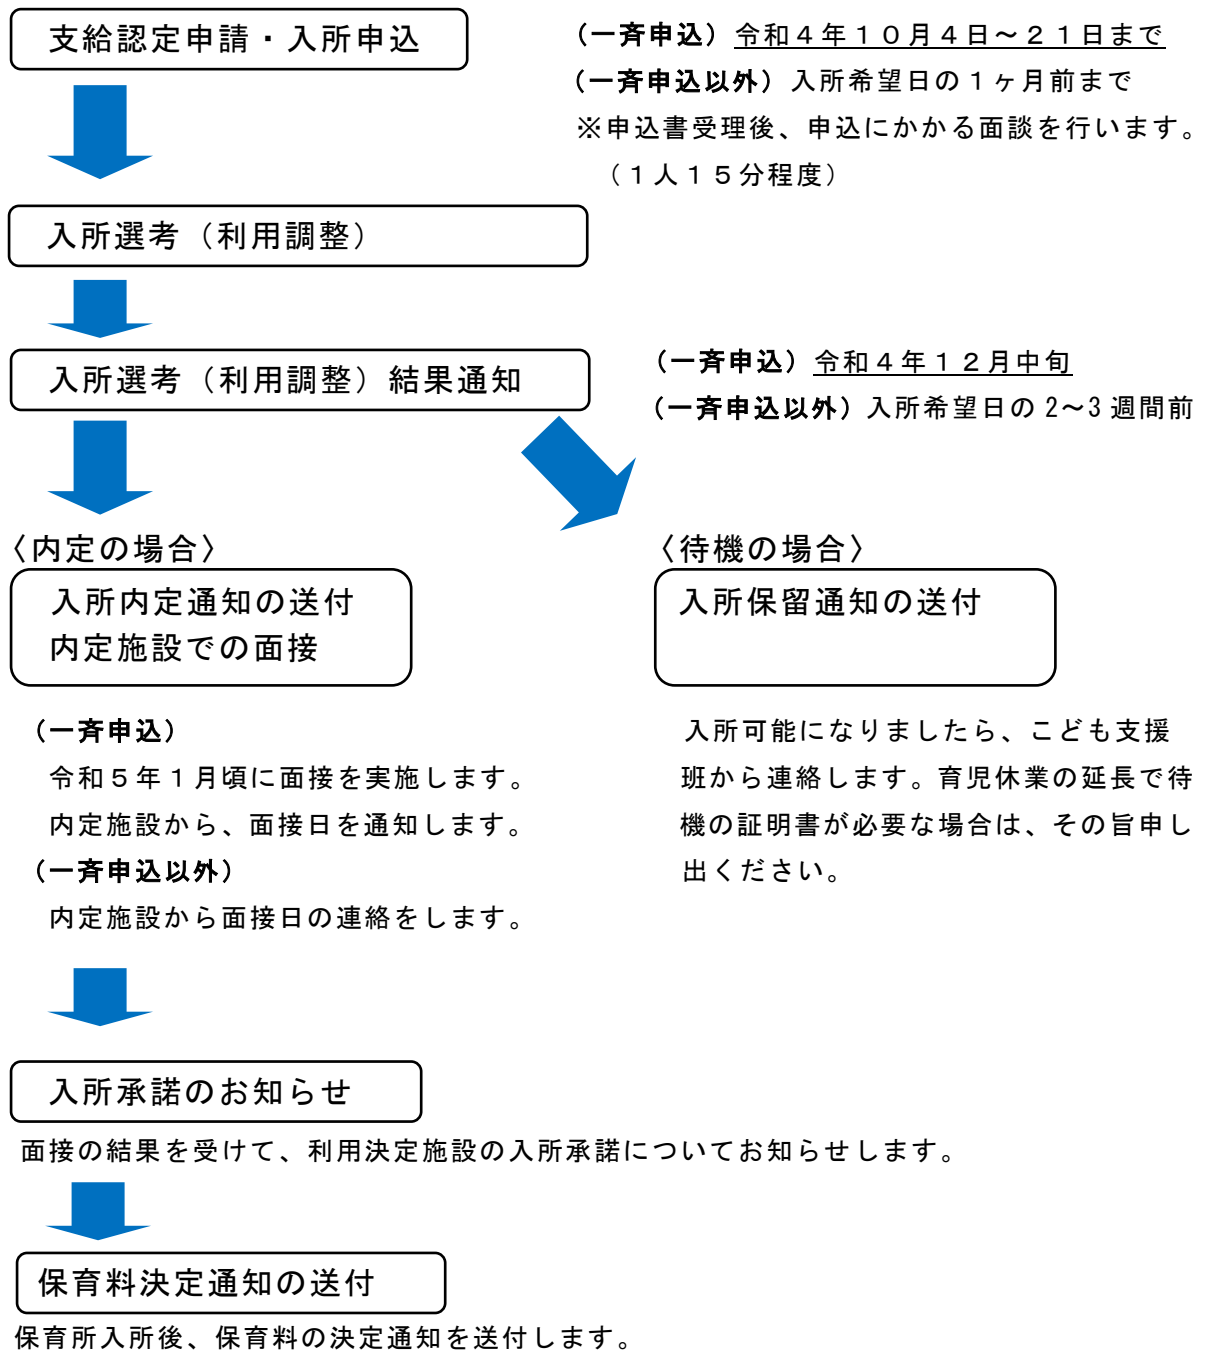 支給認定申請・入所申込
（一斉申込）令和４年１０月４日～２１日まで
（一斉申込以外）入所希望日の１ヶ月前まで
※申込書受理後、申込にかかる面談を行います。
（１人１５分程度）
入所選考（利用調整）
入所選考（利用調整）結果通知
（一斉申込）令和４年１２月中旬
（一斉申込以外）入所希望日の 2～3 週間前
〈内定の場合〉
入所内定通知の送付
内定施設での面接
（一斉申込）
令和５年１月頃に面接を実施します。
内定施設から、面接日を通知します。
（一斉申込以外）
内定施設から面接日の連絡をします。
〈待機の場合〉
入所保留通知の送付
入所可能になりましたら、こども支援
班から連絡します。育児休業の延長で待
機の証明書が必要な場合は、その旨申し
出ください。
入所承諾のお知らせ
面接の結果を受けて、利用決定施設の入所承諾についてお知らせします。
保育料決定通知の送付
保育所入所後、保育料の決定通知を送付します。